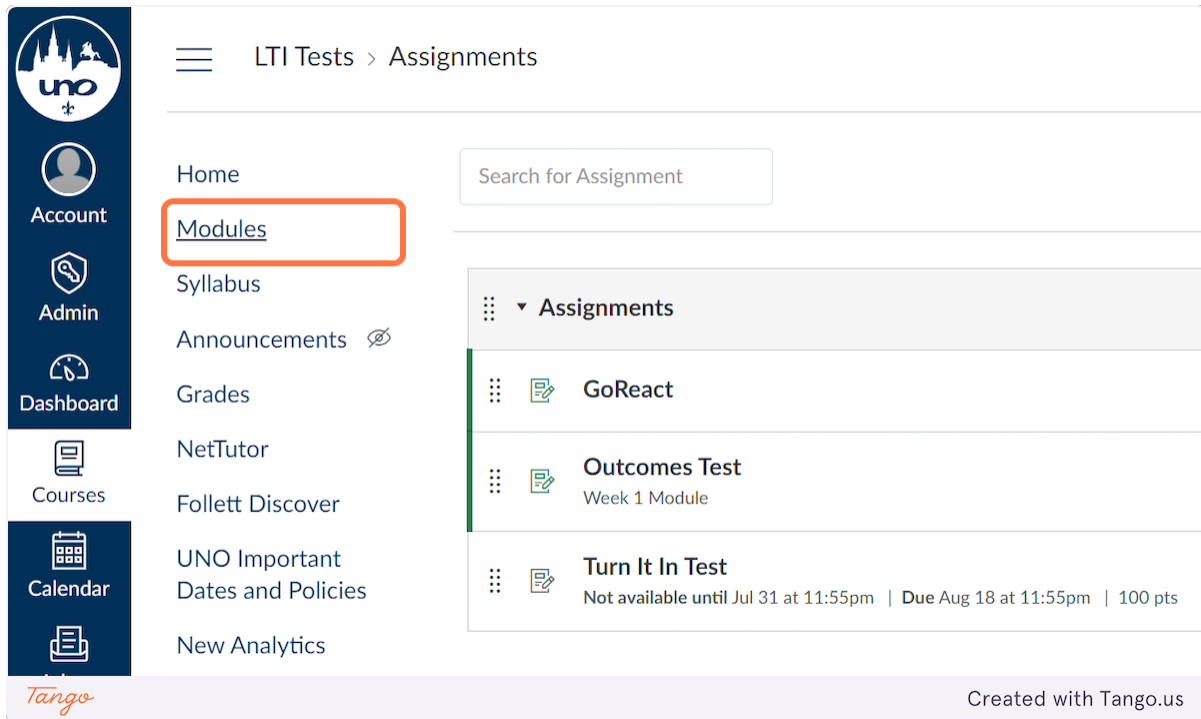 uno
LTI Tests > Assignments
Account
Admin
Dashboard
Courses
Calendar
Home
Modules
Syllabus
Announcements
Grades
NetTutor
Follett Discover
UNO Important
Dates and Policies
New Analytics
Search for Assignment
Assignments
GoReact
Outcomes Test
Week 1 Module
Turn It In Test
Not available until Jul 31 at 11:55pm | Due Aug 18 at 11:55pm | 100 pts
Tango
Created with Tango.us